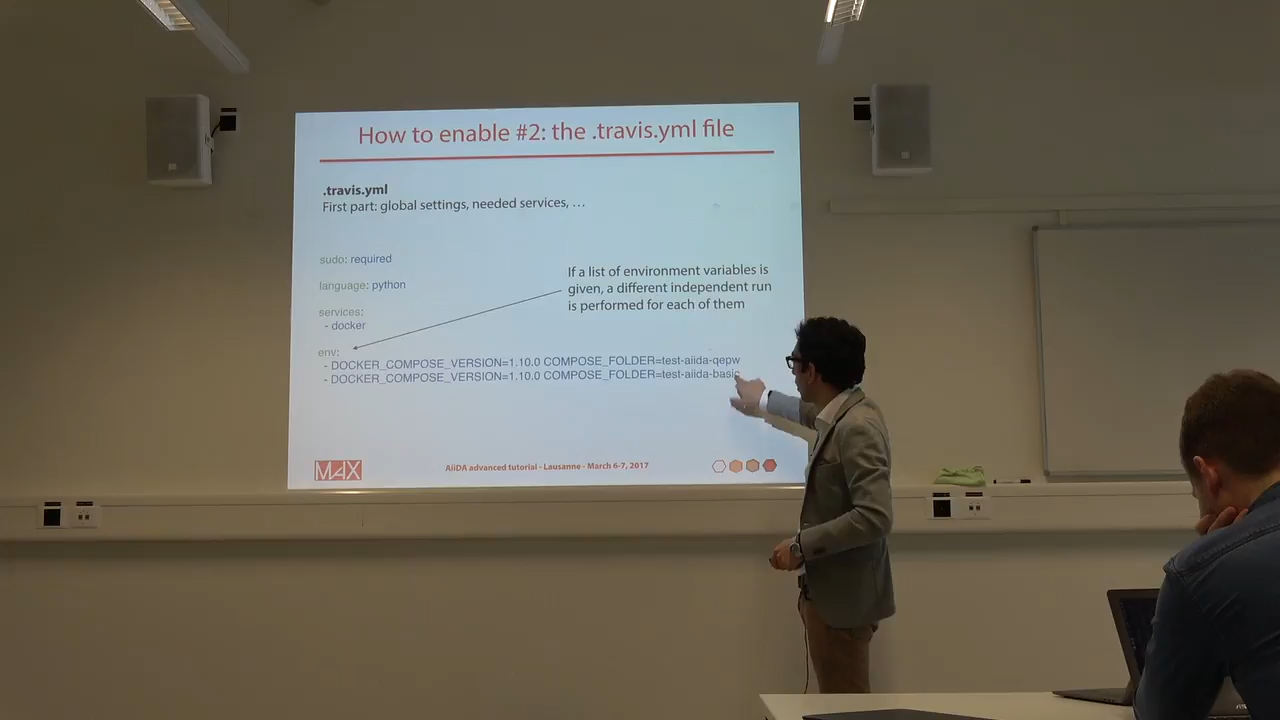 How to enable #2: the .travis.yml file
.travis.yml
First part: global settings, needed services, …
sudo: required
language: python
If a list of environment variables is
given, a different independent run
is performed for each of them
services:
- docker
env:
- DOCKER_COMPOSE_VERSION=1.10.0 COMPOSE_FOLDER=test-aiida-qepw
- DOCKER_COMPOSE_VERSION=1.10.0 COMPOSE_FOLDER=test-aiida-basic
MAX
AiiDA advanced tutorial - Lausanne - March 6-7, 2017